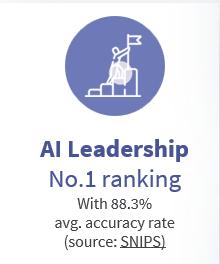 AI Leadership
No.1 ranking
With 88.3%
avg. accuracy rate
(source: SNIPS)